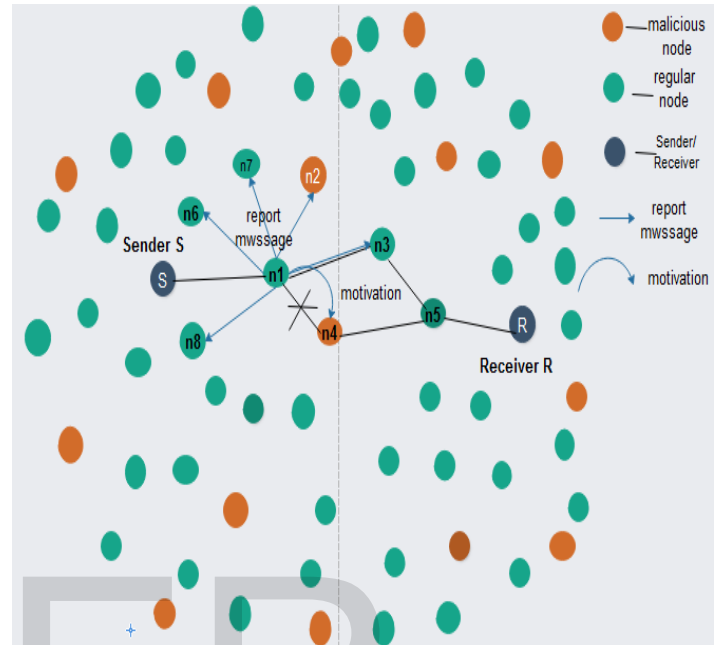 malicious
node
regular
node
Sender/
Receiver
report
mwssage
motivation
n7
n2
n6
report
mwssage
n3
Sender S
S
n1
motivation
n4
n5
R
n8
Receiver R